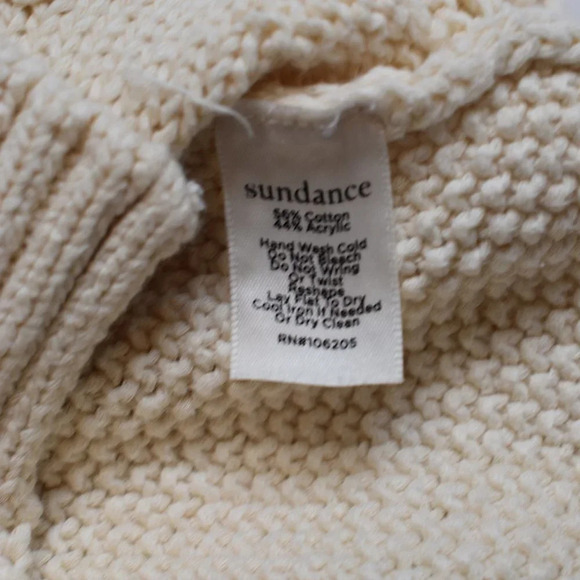 sundance
56% Cotton
44% Acrylic
Hand Wash Cold
Do Not Bleach
Do Not Wring
Or Twist
Reshape
Lay Flat To Dry
Cool Iron If Needed
Or Dry Clean
RN#106205